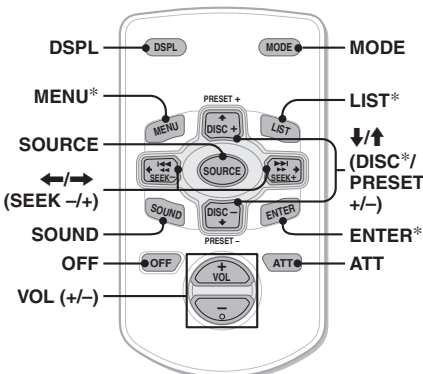 DSPL
DSPL
MODE
MODE
MENU*
PRESET +
LIST*
MENU
DISC +
LIST
SOURCE
SOURCE
←/→
(SEEK –/+)
SEEK–
SEEK+
↓/↑
(DISC*/
PRESET
+/–)
SOUND
SOUND
DISC –
ENTER
ENTER*
PRESET –
OFF
OFF
ATT
ATT
VOL (+/–)
+
VOL
–